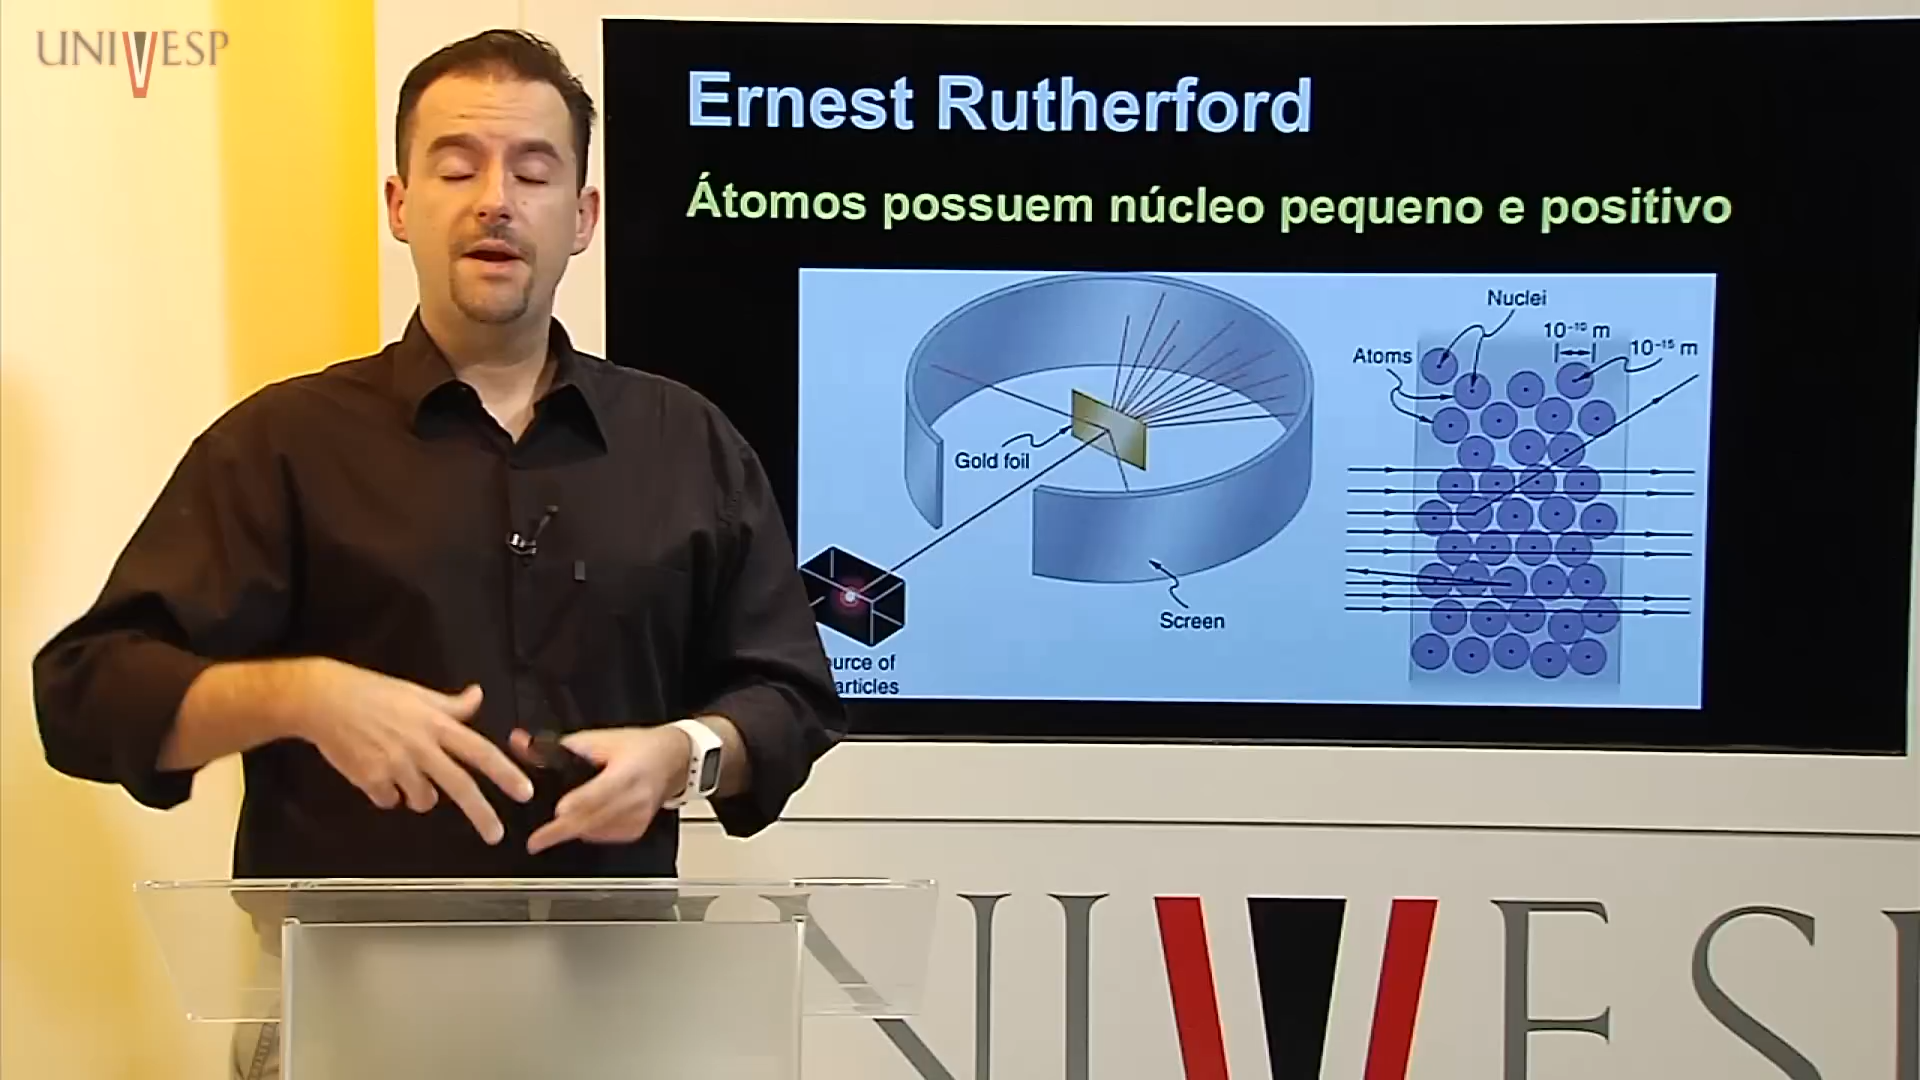 UNIVESP
Ernest Rutherford
Átomos possuem núcleo pequeno e positivo
Nuclei
10⁻¹⁰ m
10⁻¹⁵ m
Atoms
Gold foil
Screen
urce of
articles
NIVES